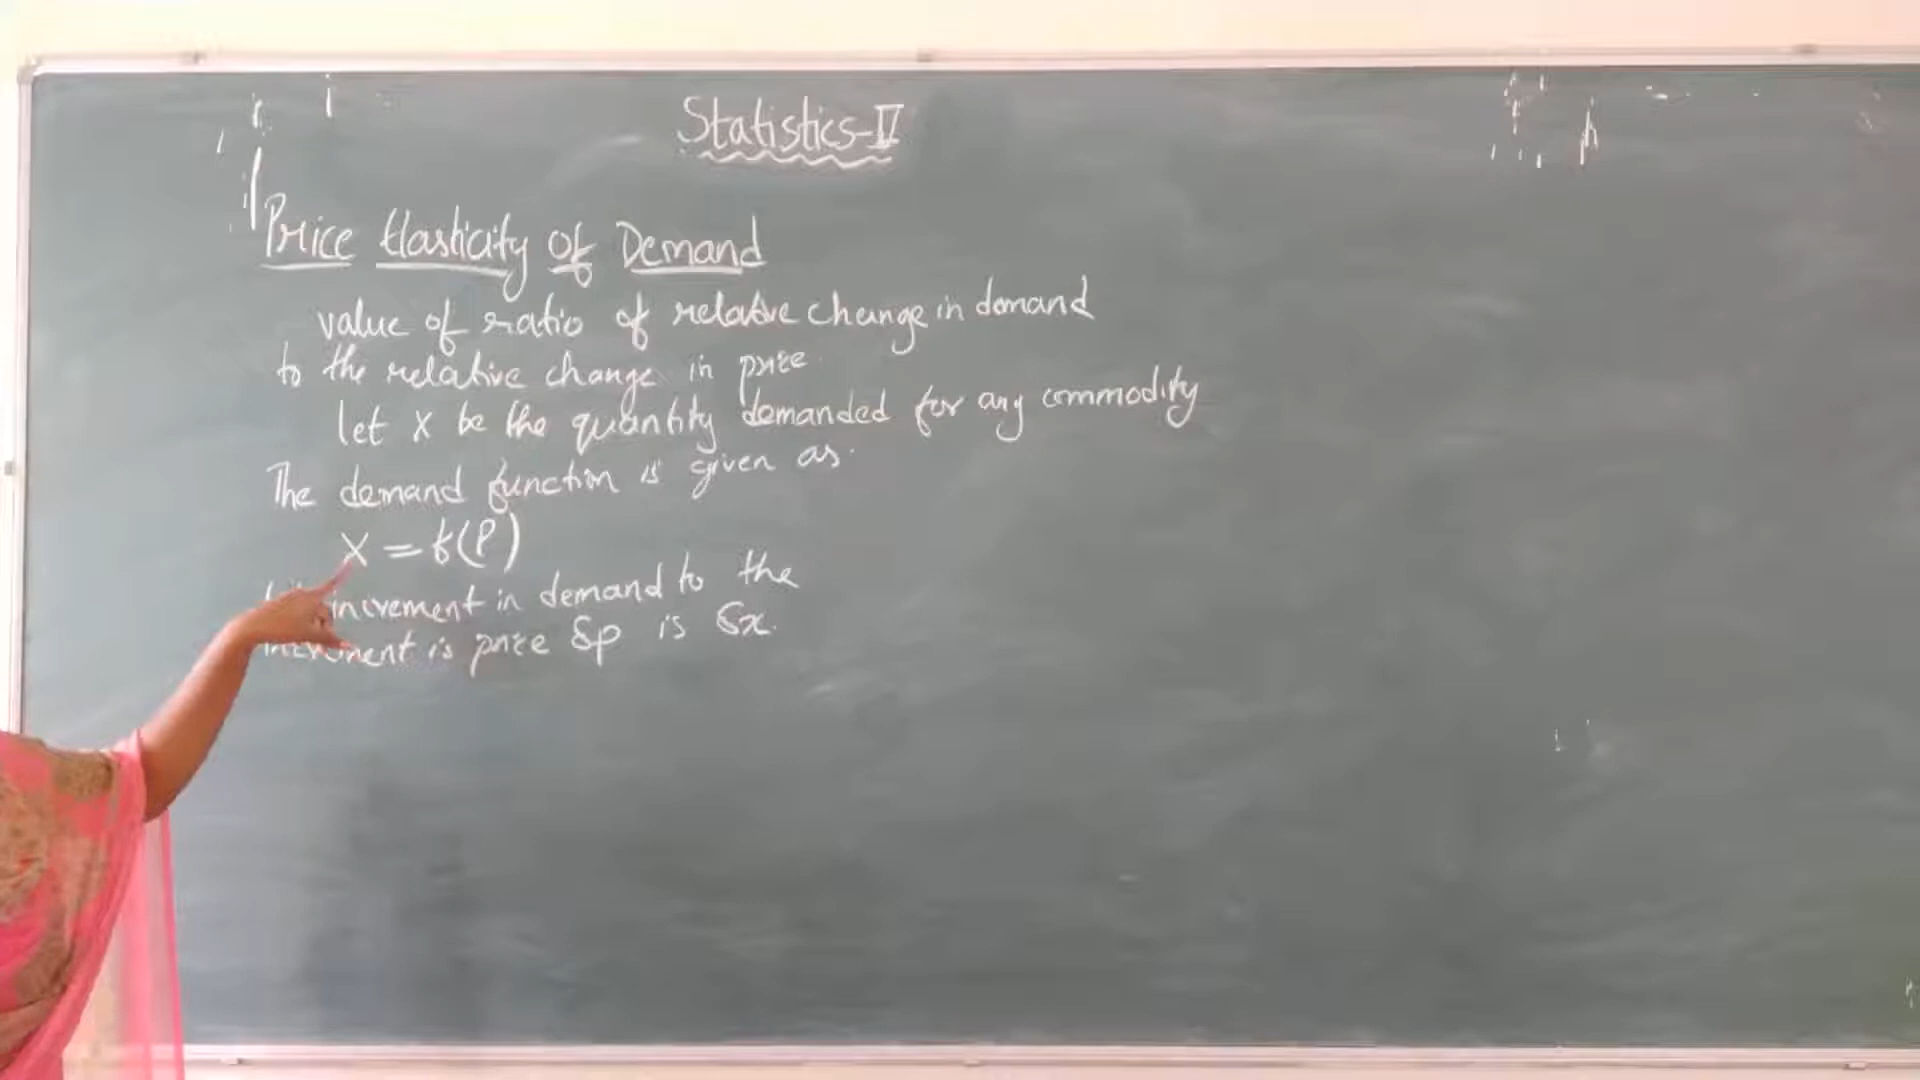 Statistics-IV
Price Elasticity of Demand
value of ratio of relative change in demand
to the relative change in price
let X be the quantity demanded for any commodity
The demand function is given as.
X = f(P)
increment in demand to the
increment is price δp is δx.